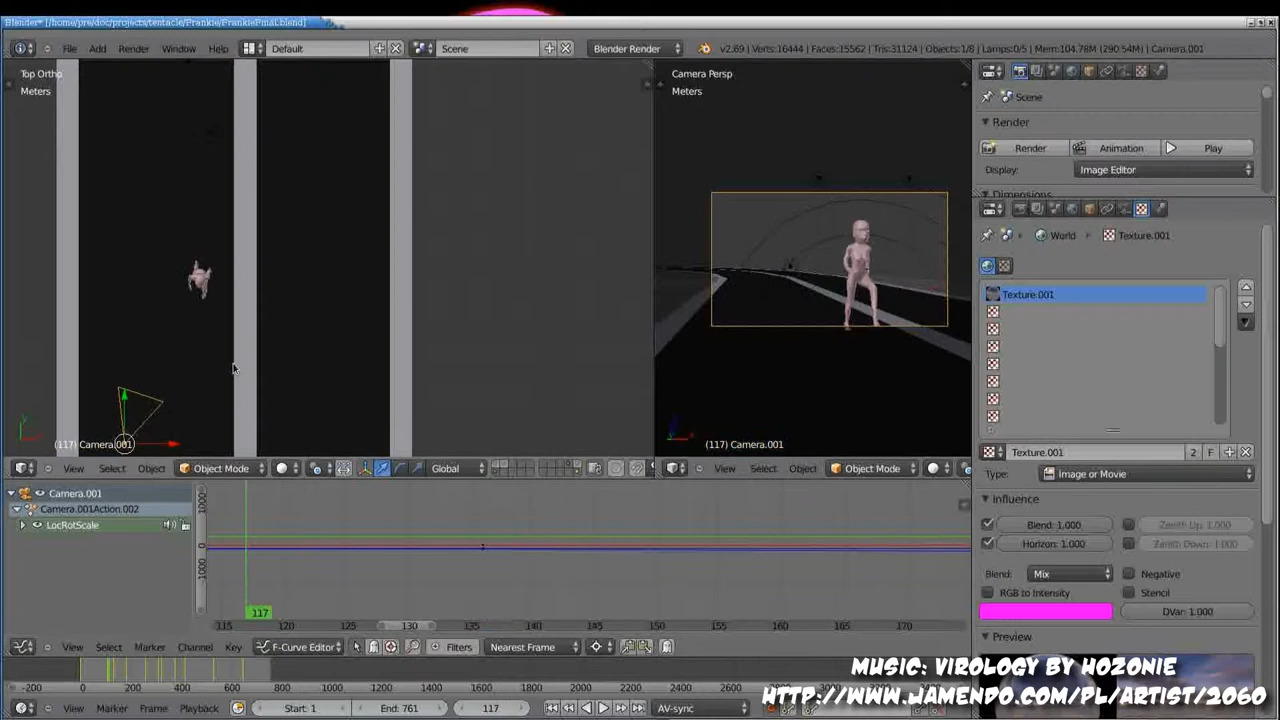 Blender* [/home/pre/doc/projects/tentacle/Frankie/FrankieFinal.blend]
File Add Render Window Help Default Scene Blender Render v2.69 | Verts:16444 | Faces:15562 | Tris:31124 | Objects:1/8 | Lamps:0/5 | Mem:104.78M (290.54M) | Camera.001
Top Ortho
Meters
(117) Camera.001
Camera Persp
Meters
(117) Camera.001
Scene
Render
Render Animation Play
Display: Image Editor
Dimensions
World Texture.001
Texture.001
Texture.001 2 F
Type: Image or Movie
Influence
Blend: 1.000 Zenith Up: 1.000
Horizon: 1.000 Zenith Down: 1.000
Blend: Mix Negative
RGB to Intensity Stencil
DVar: 1.000
Preview
View Select Object Object Mode Global
View Select Object Object Mode
Camera.001
Camera.001Action.002
LocRotScale
1000
0
-1000
117
115 120 125 130 135 140 145 150 155 160 165 170
View Select Marker Channel Key F-Curve Editor Filters Nearest Frame
-200 0 200 400 600 800 1000 1200 1400 1600 1800 2000
View Marker Frame Playback Start: 1 End: 761 117 AV-sync
MUSIC: VIROLOGY BY HOZONIE
HTTP://WWW.JAMENDO.COM/PL/ARTIST/2060